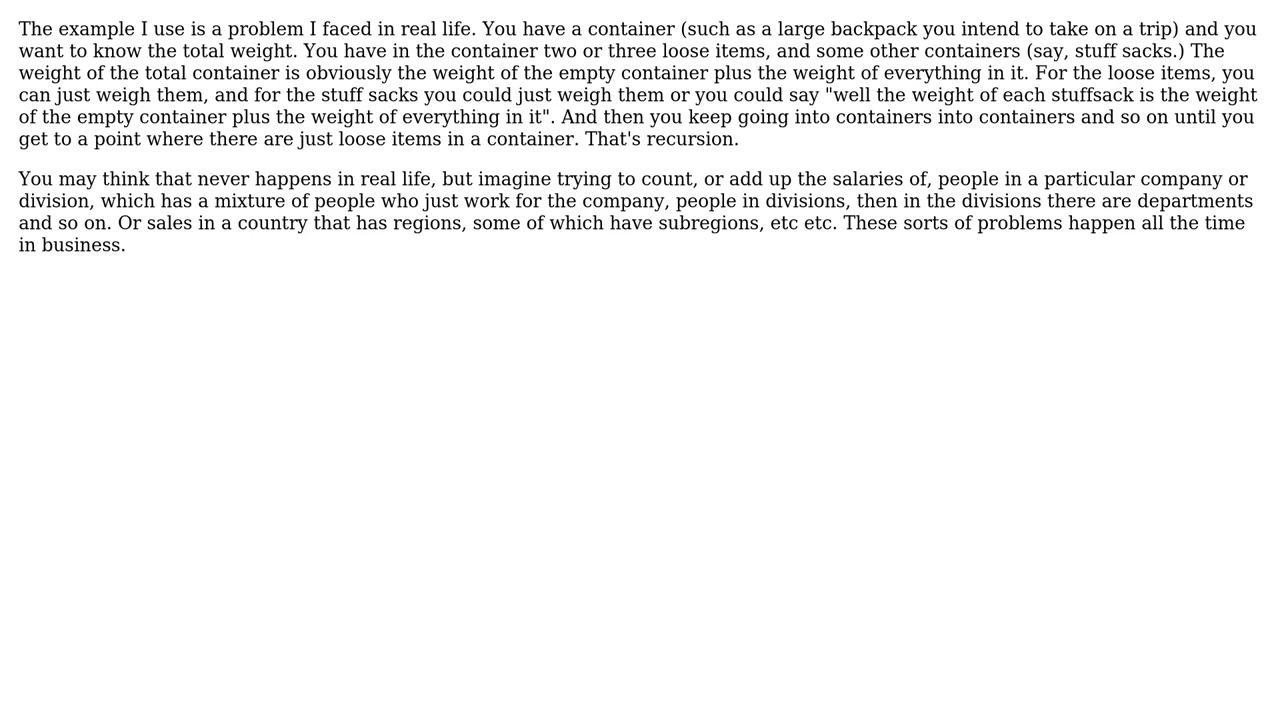 The example I use is a problem I faced in real life. You have a container (such as a large backpack you intend to take on a trip) and you
want to know the total weight. You have in the container two or three loose items, and some other containers (say, stuff sacks.) The
weight of the total container is obviously the weight of the empty container plus the weight of everything in it. For the loose items, you
can just weigh them, and for the stuff sacks you could just weigh them or you could say "well the weight of each stuffsack is the weight
of the empty container plus the weight of everything in it". And then you keep going into containers into containers and so on until you
get to a point where there are just loose items in a container. That's recursion.
You may think that never happens in real life, but imagine trying to count, or add up the salaries of, people in a particular company or
division, which has a mixture of people who just work for the company, people in divisions, then in the divisions there are departments
and so on. Or sales in a country that has regions, some of which have subregions, etc etc. These sorts of problems happen all the time
in business.